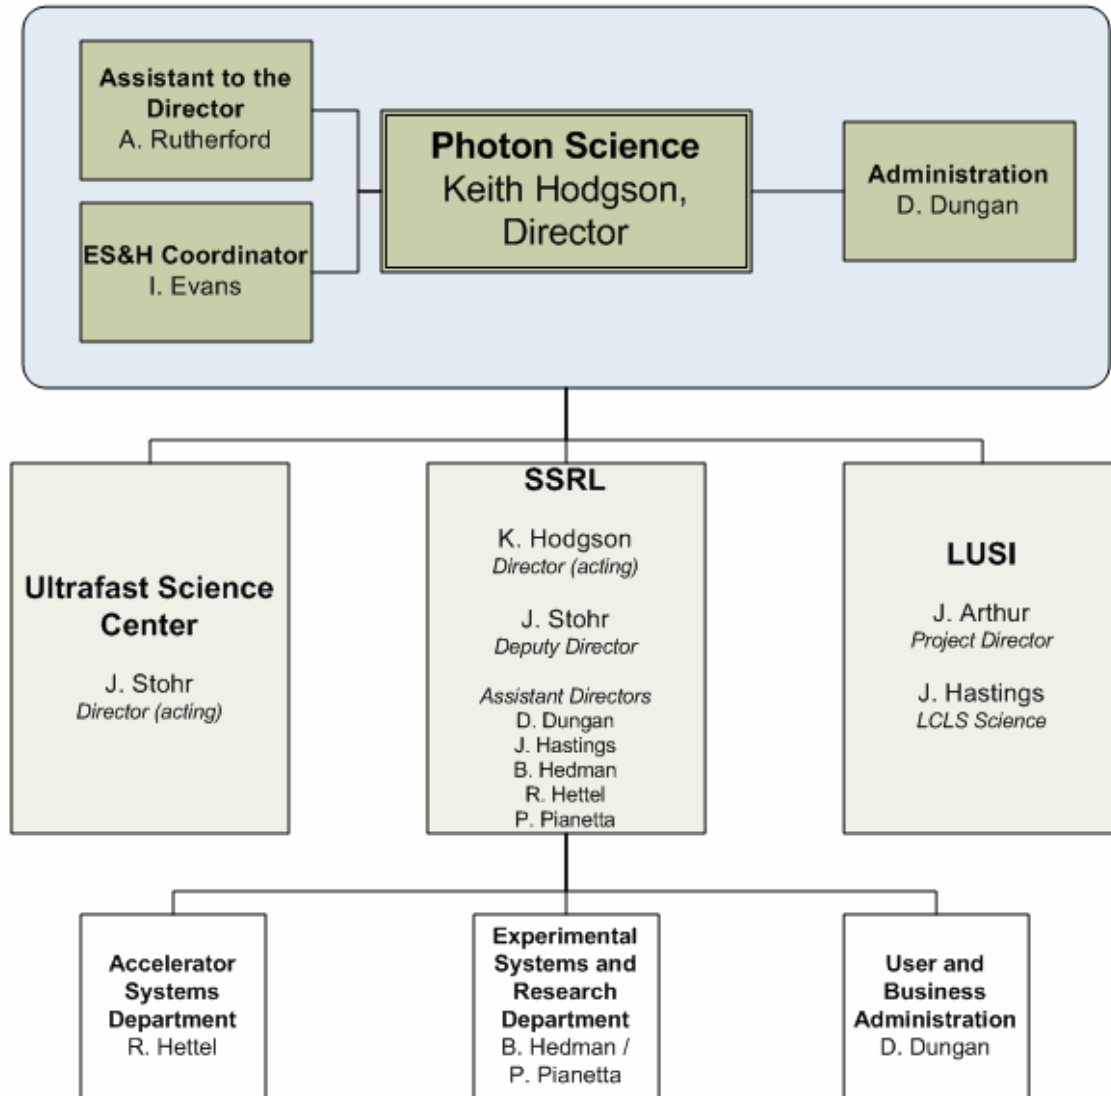 Assistant to the
Director
A. Rutherford
ES&H Coordinator
I. Evans
Photon Science
Keith Hodgson,
Director
Administration
D. Dungan
Ultrafast Science
Center
J. Stohr
Director (acting)
SSRL
K. Hodgson
Director (acting)
J. Stohr
Deputy Director
Assistant Directors
D. Dungan
J. Hastings
B. Hedman
R. Hettel
P. Pianetta
LUSI
J. Arthur
Project Director
J. Hastings
LCLS Science
Accelerator
Systems
Department
R. Hettel
Experimental
Systems and
Research
Department
B. Hedman /
P. Pianetta
User and
Business
Administration
D. Dungan